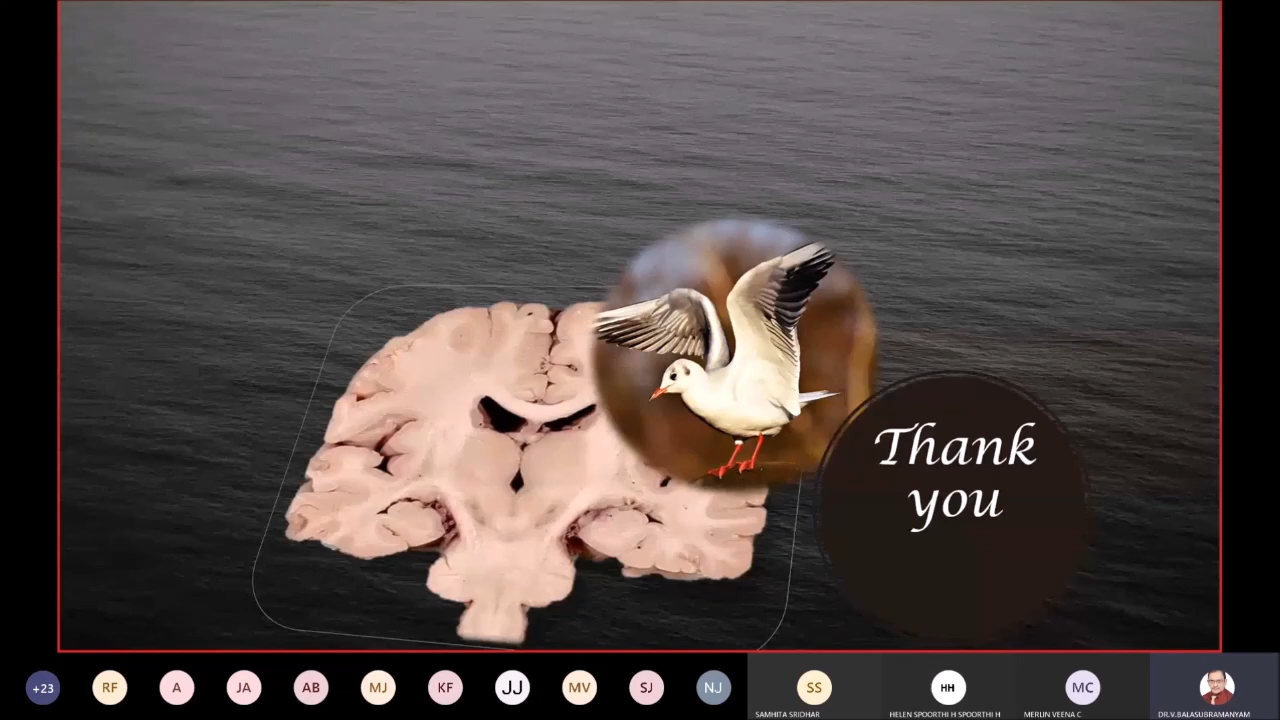 Thank
you
+23
RF
A
JA
AB
MJ
KF
JJ
MV
SJ
NJ
SS
HH
MC
SAMHITA SRIDHAR
HELEN SPOORTHI H SPOORTHI H
MERLIN VEENA C
DR.V.BALASUBRAMANYAM